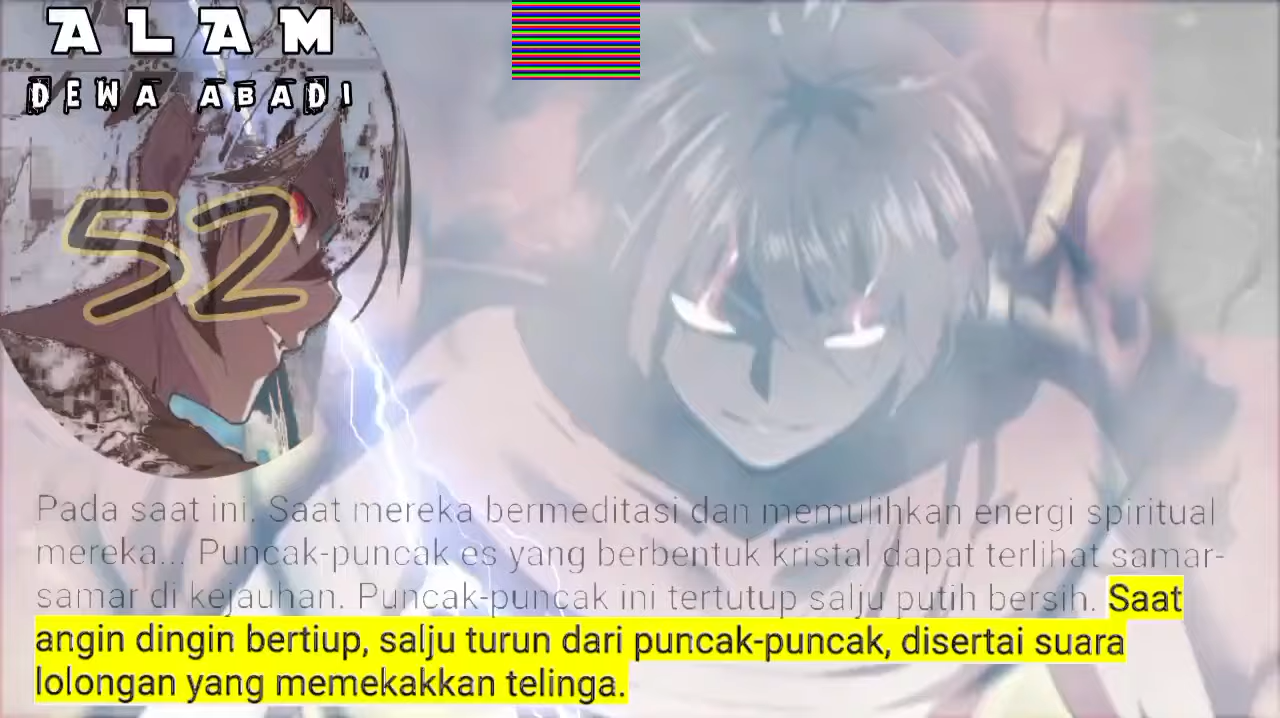 ALAM
DEWA ABADI
52
Pada saat ini. Saat mereka bermeditasi dan memulihkan energi spiritual
mereka... Puncak-puncak es yang berbentuk kristal dapat terlihat samar-
samar di kejauhan. Puncak-puncak ini tertutup salju putih bersih. Saat
angin dingin bertiup, salju turun dari puncak-puncak, disertai suara
lolongan yang memekakkan telinga.